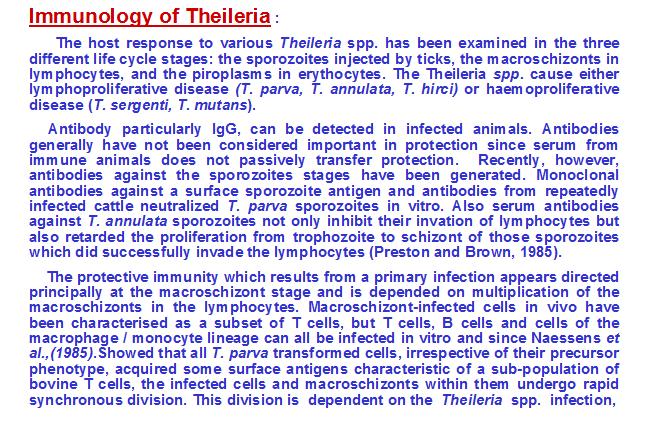 Immunology of Theileria :
The host response to various Theileria spp. has been examined in the three
different life cycle stages: the sporozoites injected by ticks, the macroschizonts in
lymphocytes, and the piroplasms in erythocytes. The Theileria spp. cause either
lymphoproliferative disease (T. parva, T. annulata, T. hirci) or haemoproliferative
disease (T. sergenti, T. mutans).
Antibody particularly IgG, can be detected in infected animals. Antibodies
generally have not been considered important in protection since serum from
immune animals does not passively transfer protection. Recently, however,
antibodies against the sporozoites stages have been generated. Monoclonal
antibodies against a surface sporozoite antigen and antibodies from repeatedly
infected cattle neutralized T. parva sporozoites in vitro. Also serum antibodies
against T. annulata sporozoites not only inhibit their invation of lymphocytes but
also retarded the proliferation from trophozoite to schizont of those sporozoites
which did successfully invade the lymphocytes (Preston and Brown, 1985).
The protective immunity which results from a primary infection appears directed
principally at the macroschizont stage and is depended on multiplication of the
macroschizonts in the lymphocytes. Macroschizont-infected cells in vivo have
been characterised as a subset of T cells, but T cells, B cells and cells of the
macrophage / monocyte lineage can all be infected in vitro and since Naessens et
al.,(1985).Showed that all T. parva transformed cells, irrespective of their precursor
phenotype, acquired some surface antigens characteristic of a sub-population of
bovine T cells, the infected cells and macroschizonts within them undergo rapid
synchronous division. This division is dependent on the Theileria spp. infection,